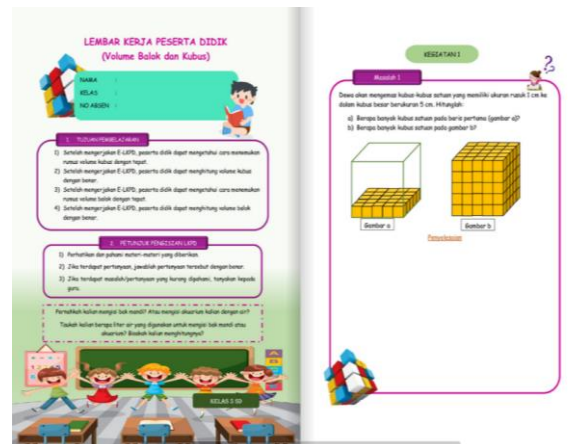 LEMBAR KERJA PESERTA DIDIK
(Volume Balok dan Kubus)
NAMA :
KELAS :
NO ABSEN :
1. TUJUAN PEMBELAJARAN
1) Setelah mengerjakan E-LKPD, peserta didik dapat mengetahui cara menemukan
rumus volume kubus dengan tepat.
2) Setelah mengerjakan E-LKPD, peserta didik dapat menghitung volume kubus
dengan benar.
3) Setelah mengerjakan E-LKPD, peserta didik dapat mengetahui cara menemukan
rumus volume balok dengan tepat.
4) Setelah mengerjakan E-LKPD, peserta didik dapat menghitung volume balok
dengan benar.
2. PETUNJUK PENGISIAN LKPD
1) Perhatikan dan pahami materi-materi yang diberikan.
2) Jika terdapat pertanyaan, jawablah pertanyaan tersebut dengan benar.
3) Jika terdapat masalah/pertanyaan yang kurang dipahami, tanyakan kepada
guru.
Pernahkah kalian mengisi bak mandi? Atau mengisi akuarium kalian dengan air?
Taukah kalian berapa liter air yang digunakan untuk mengisi bak mandi atau
akuarium? Bisakah kalian menghitungnya?
KELAS 5 SD
KEGIATAN 1
Masalah 1
Dewa akan mengemas kubus-kubus satuan yang memiliki ukuran rusuk 1 cm ke
dalam kubus besar berukuran 5 cm. Hitunglah:
a) Berapa banyak kubus satuan pada baris pertama (gambar a)?
b) Berapa banyak kubus satuan pada gambar b?
Gambar a
Gambar b
Penyelesaian